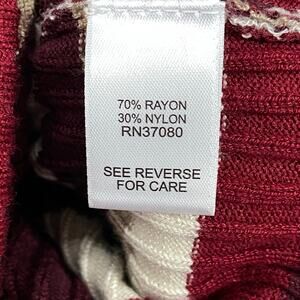 70% RAYON
30% NYLON
RN37080
SEE REVERSE
FOR CARE